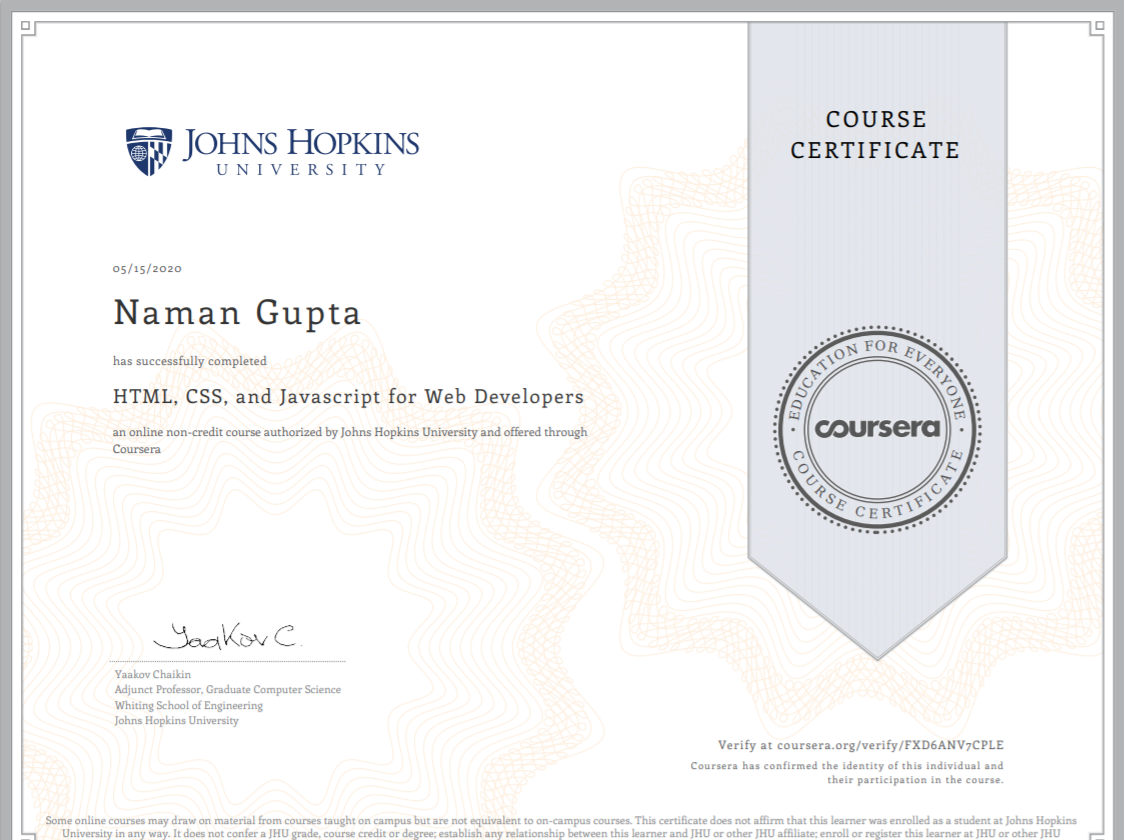 JOHNS HOPKINS
UNIVERSITY
COURSE
CERTIFICATE
05/15/2020
Naman Gupta
has successfully completed
HTML, CSS, and Javascript for Web Developers
an online non-credit course authorized by Johns Hopkins University and offered through
Coursera
EDUCATION FOR EVERYONE
coursera
COURSE CERTIFICATE
Yaakov C.
Yaakov Chaikin
Adjunct Professor, Graduate Computer Science
Whiting School of Engineering
Johns Hopkins University
Verify at coursera.org/verify/FXD6ANV7CPLE
Coursera has confirmed the identity of this individual and
their participation in the course.
Some online courses may draw on material from courses taught on campus but are not equivalent to on-campus courses. This certificate does not affirm that this learner was enrolled as a student at Johns Hopkins
University in any way. It does not confer a JHU grade, course credit or degree; establish any relationship between this learner and JHU or other JHU affiliate; enroll or register this learner at JHU or other JHU